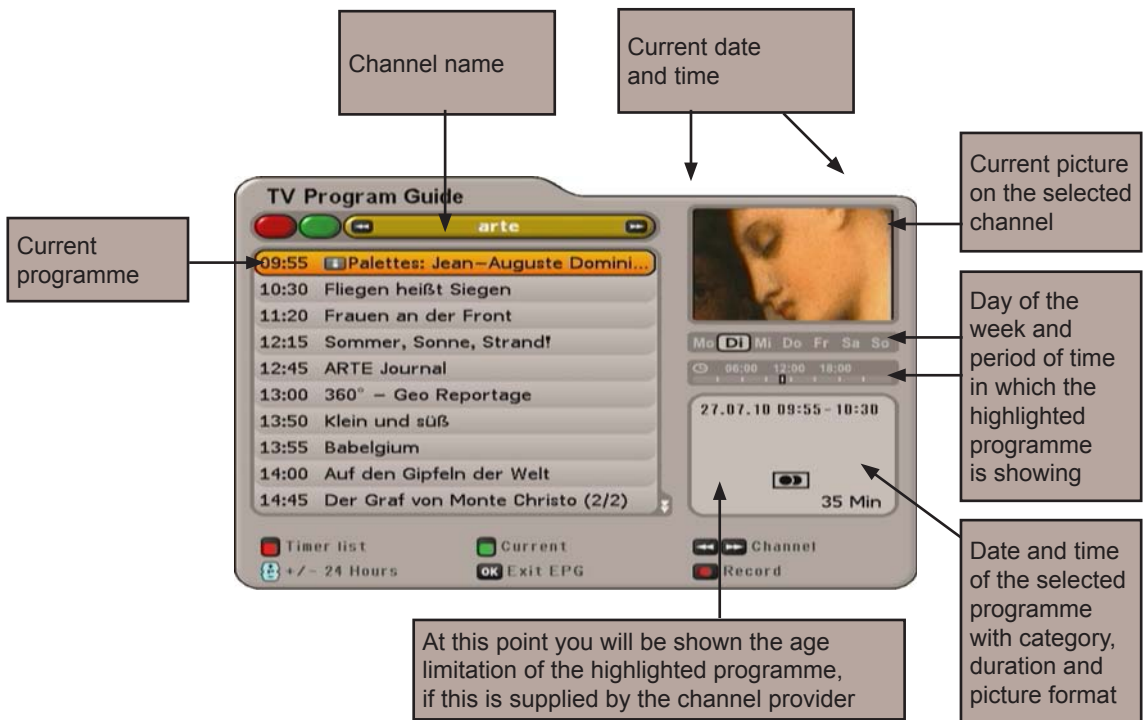 Channel name
Current date
and time
Current picture
on the selected
channel
Current
programme
TV Program Guide
arte
09:55 Palettes: Jean-Auguste Domini...
10:30 Fliegen heißt Siegen
11:20 Frauen an der Front
12:15 Sommer, Sonne, Strand!
12:45 ARTE Journal
13:00 360° - Geo Reportage
13:50 Klein und süß
13:55 Babelgium
14:00 Auf den Gipfeln der Welt
14:45 Der Graf von Monte Christo (2/2)
Mo Di Mi Do Fr Sa So
06:00 12:00 18:00
27.07.10 09:55-10:30
35 Min
Day of the
week and
period of time
in which the
highlighted
programme
is showing
Timer list Current Channel
+/- 24 Hours OK Exit EPG Record
Date and time
of the selected
programme
with category,
duration and
picture format
At this point you will be shown the age
limitation of the highlighted programme,
if this is supplied by the channel provider